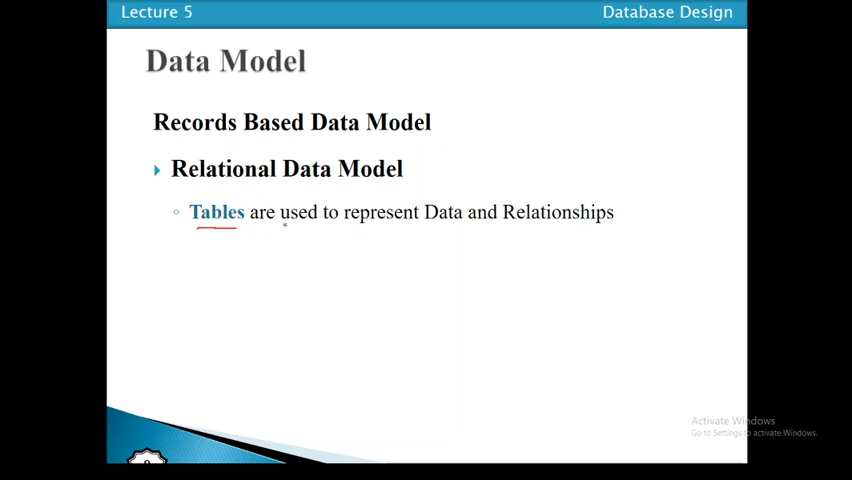 Lecture 5
Database Design
Data Model
Records Based Data Model
Relational Data Model
Tables are used to represent Data and Relationships
Activate Windows
Go to Settings to activate Windows.